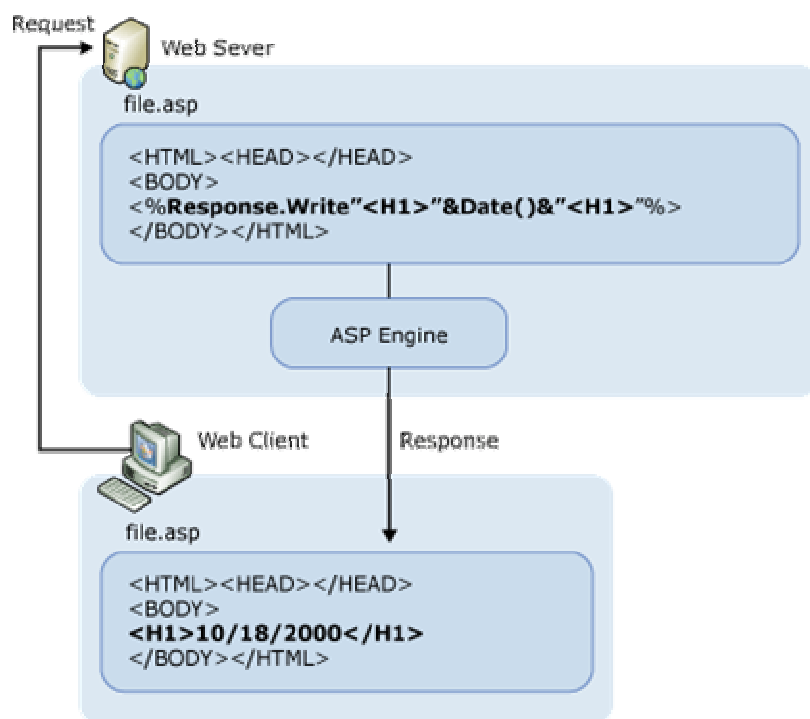 Request
Web Sever
file.asp
<HTML><HEAD></HEAD>
<BODY>
<%Response.Write”<H1>”&Date()&”<H1>”%>
</BODY></HTML>
ASP Engine
Web Client
Response
file.asp
<HTML><HEAD></HEAD>
<BODY>
<H1>10/18/2000</H1>
</BODY></HTML>